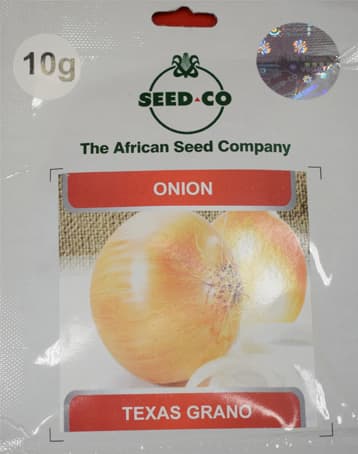 10g
SEED CO
The African Seed Company
ONION
TEXAS GRANO